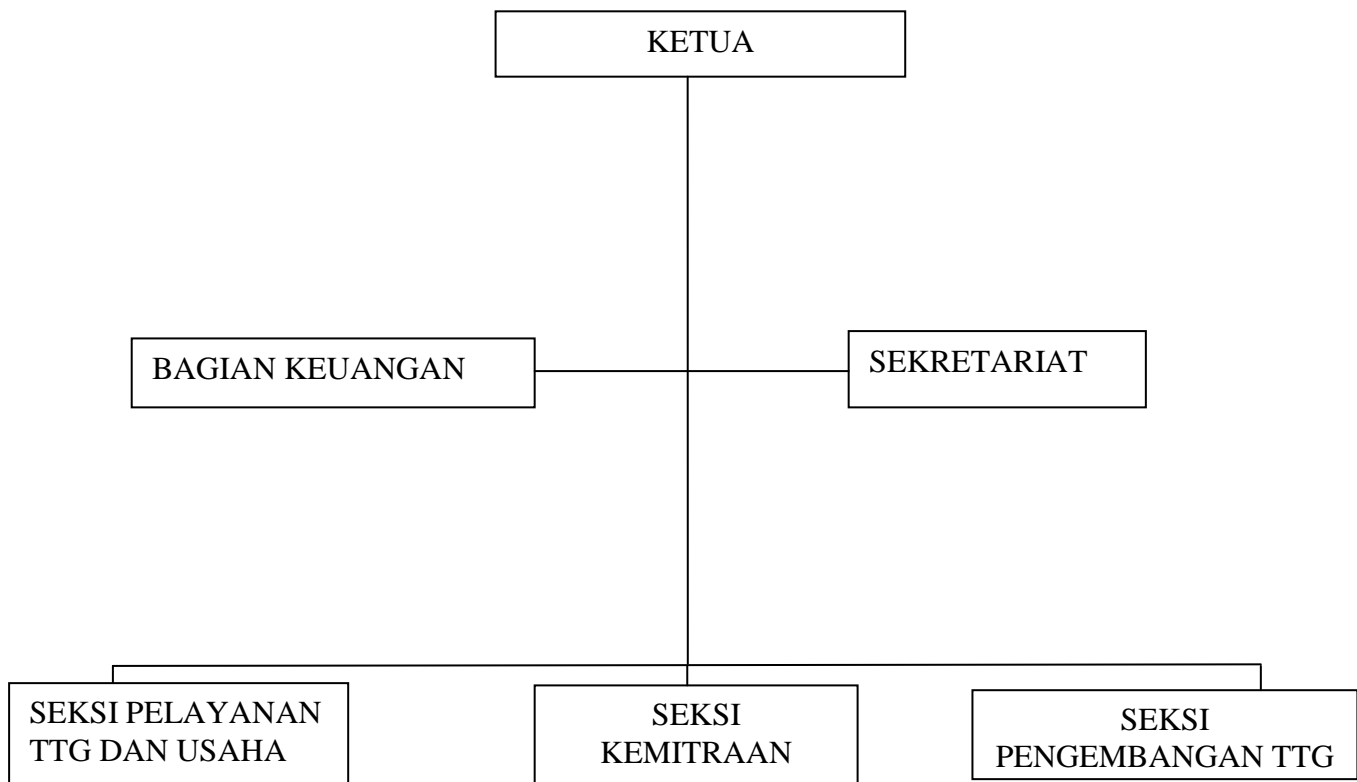 KETUA
BAGIAN KEUANGAN
SEKRETARIAT
SEKSI PELAYANAN
TTG DAN USAHA
SEKSI
KEMITRAAN
SEKSI
PENGEMBANGAN TTG